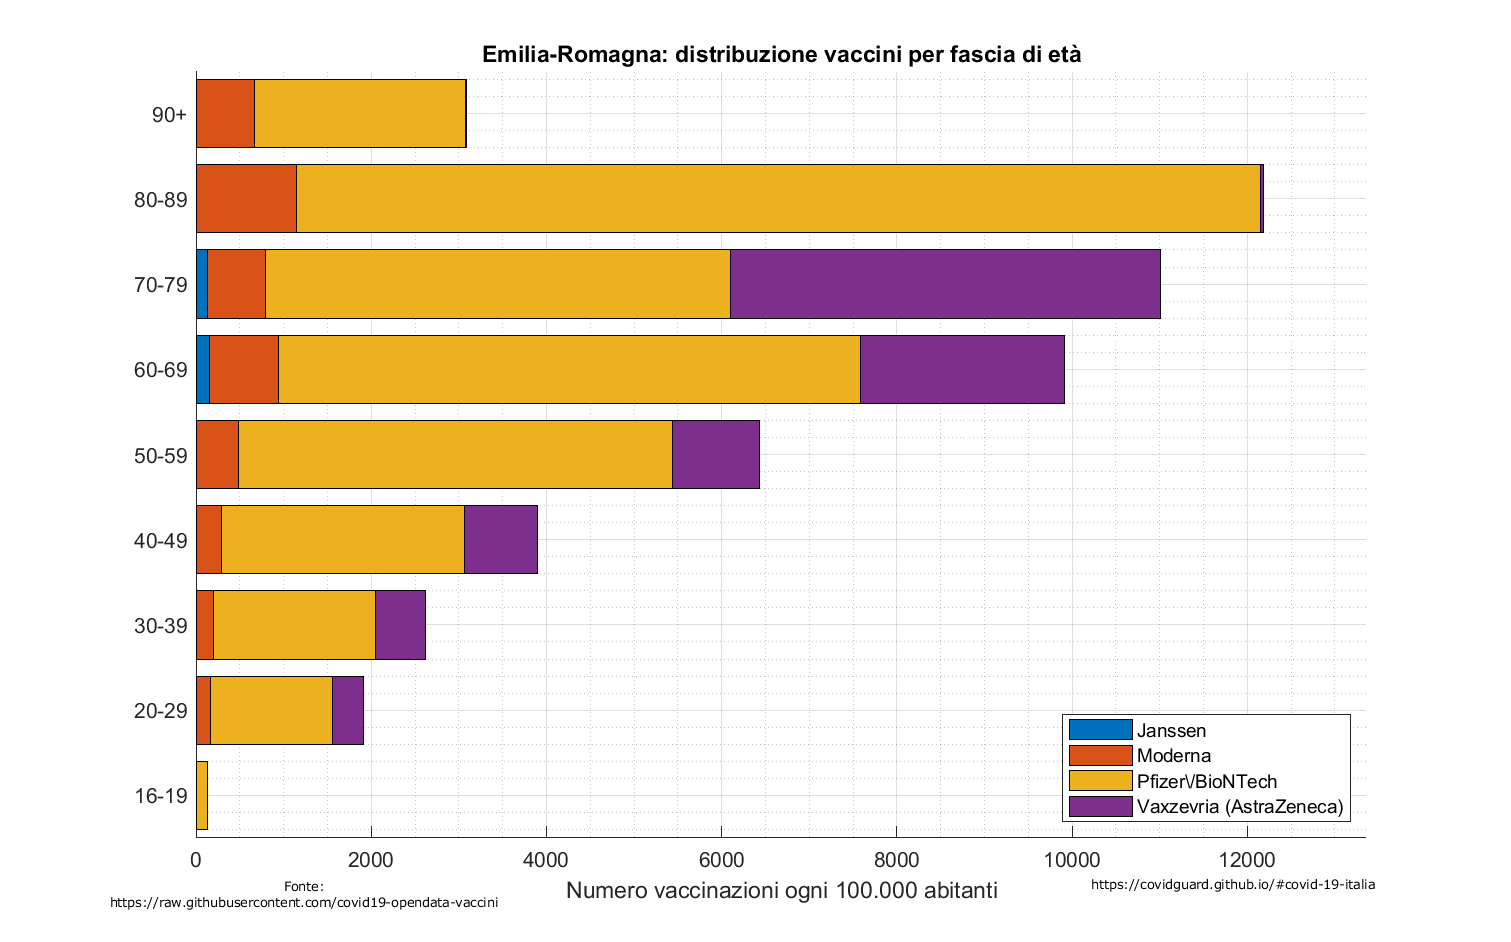 Emilia-Romagna: distribuzione vaccini per fascia di età
90+
80-89
70-79
60-69
50-59
40-49
30-39
20-29
16-19
Janssen
Moderna
Pfizer\/BioNTech
Vaxzevria (AstraZeneca)
0 2000 4000 6000 8000 10000 12000
Numero vaccinazioni ogni 100.000 abitanti
Fonte:
https://raw.githubusercontent.com/covid19-opendata-vaccini
https://covidguard.github.io/#covid-19-italia